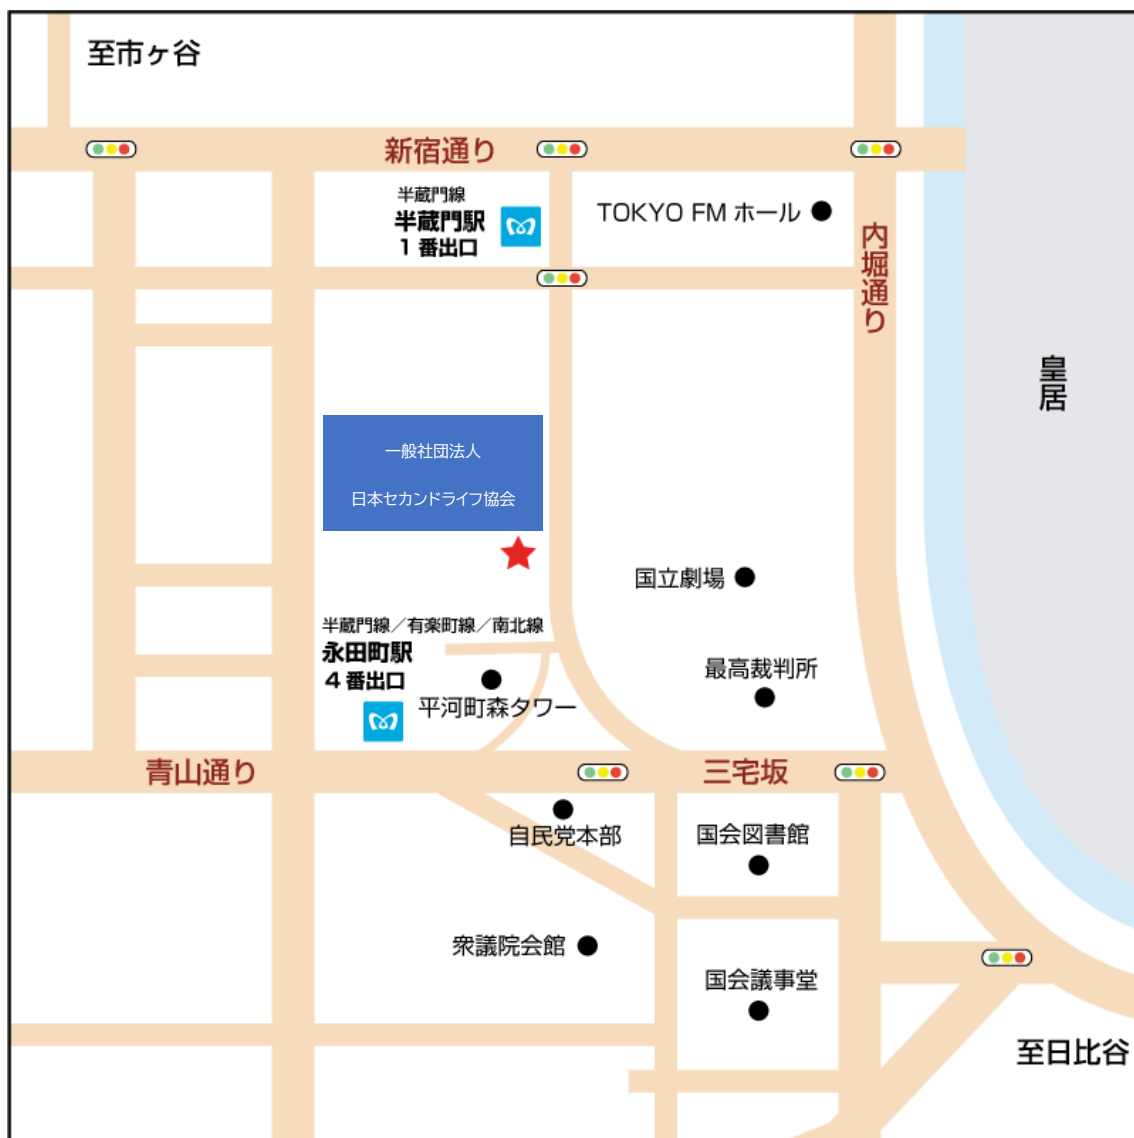 至市ヶ谷
新宿通り
半蔵門線
半蔵門駅
1 番出口
TOKYO FM ホール
内堀通り
皇居
一般社団法人
日本セカンドライフ協会
国立劇場
半蔵門線／有楽町線／南北線
永田町駅
4 番出口
平河町森タワー
最高裁判所
青山通り
三宅坂
自民党本部
国会図書館
衆議院会館
国会議事堂
至日比谷